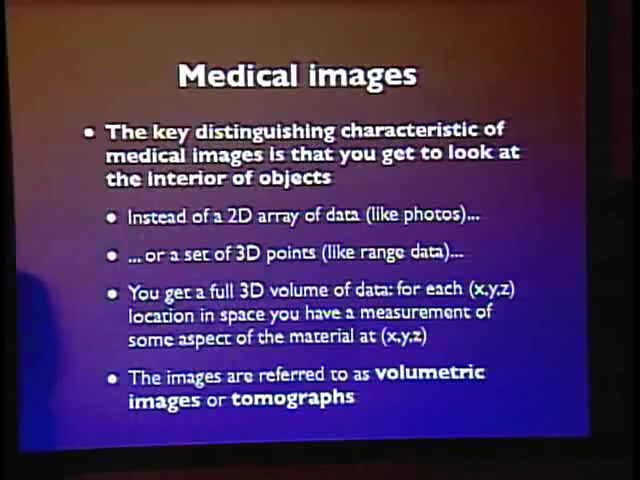 Medical images
• The key distinguishing characteristic of
medical images is that you get to look at
the interior of objects
• Instead of a 2D array of data (like photos)...
• ... or a set of 3D points (like range data)...
• You get a full 3D volume of data: for each (x,y,z)
location in space you have a measurement of
some aspect of the material at (x,y,z)
• The images are referred to as volumetric
images or tomographs